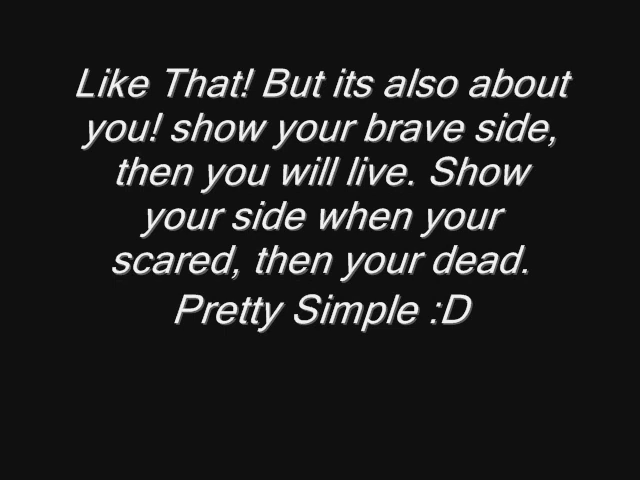 Like That! But its also about
you! show your brave side,
then you will live. Show
your side when your
scared, then your dead.
Pretty Simple :D